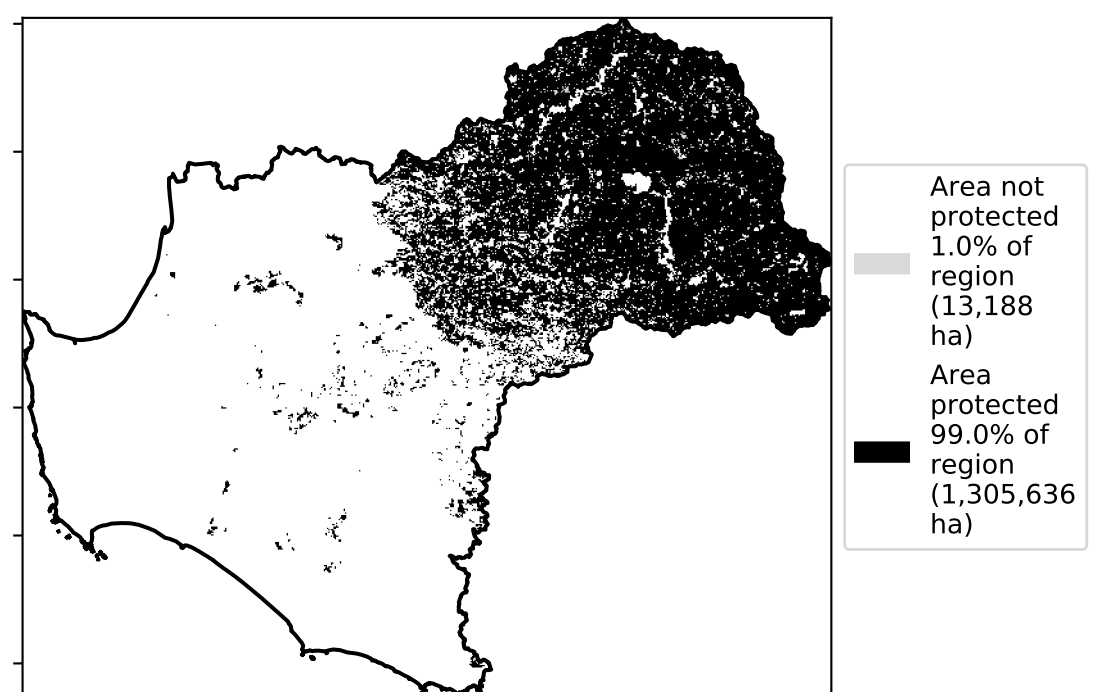 Area not
protected
1.0% of
region
(13,188
ha)
Area
protected
99.0% of
region
(1,305,636
ha)